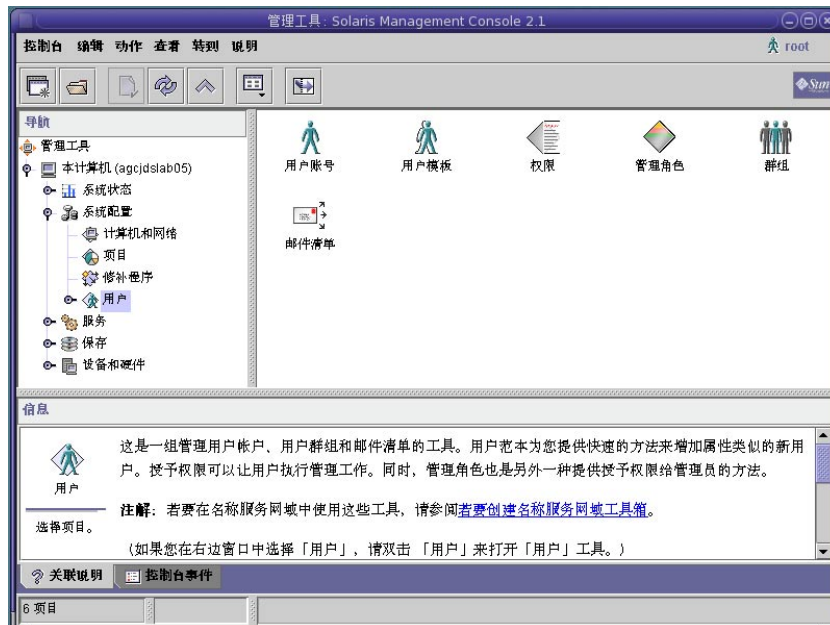 管理工具: Solaris Management Console 2.1
控制台 编辑 动作 查看 转到 说明
root
Sun
导航
管理工具
本计算机 (agcjdslab05)
系统状态
系统配置
计算机和网络
项目
修补程序
用户
服务
保存
设备和硬件
用户账号
用户模板
权限
管理角色
群组
邮件清单
信息
用户
选择项目。
这是一组管理用户帐户、用户群组和邮件清单的工具。用户范本为您提供快速的方法来增加属性类似的新用
户。授予权限可以让用户执行管理工作。同时，管理角色也是另外一种提供授予权限给管理员的方法。
注解：若要在名称服务网域中使用这些工具，请参阅若要创建名称服务网域工具箱。
(如果您在右边窗口中选择「用户」，请双击 「用户」来打开「用户」工具。)
关联说明
控制台事件
6 项目